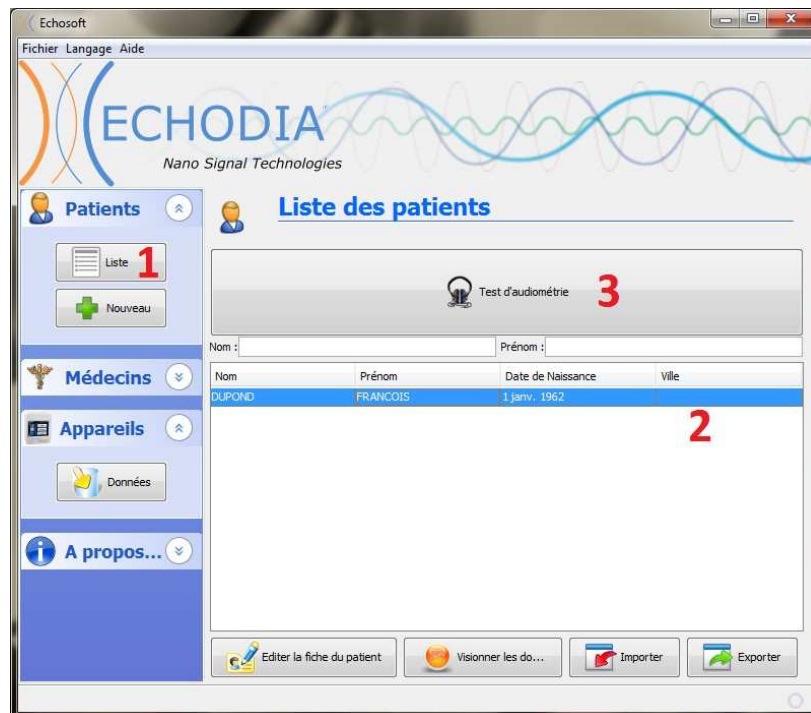 Echosoft
Fichier Langage Aide
ECHODIA
Nano Signal Technologies
Patients
Liste 1
Nouveau
Médecins
Appareils
Données
A propos...
Liste des patients
Test d'audiométrie 3
Nom : Prénom :
Nom Prénom Date de Naissance Ville
DUPOND FRANCOIS 1 janv. 1962
2
Editer la fiche du patient Visionner les do... Importer Exporter